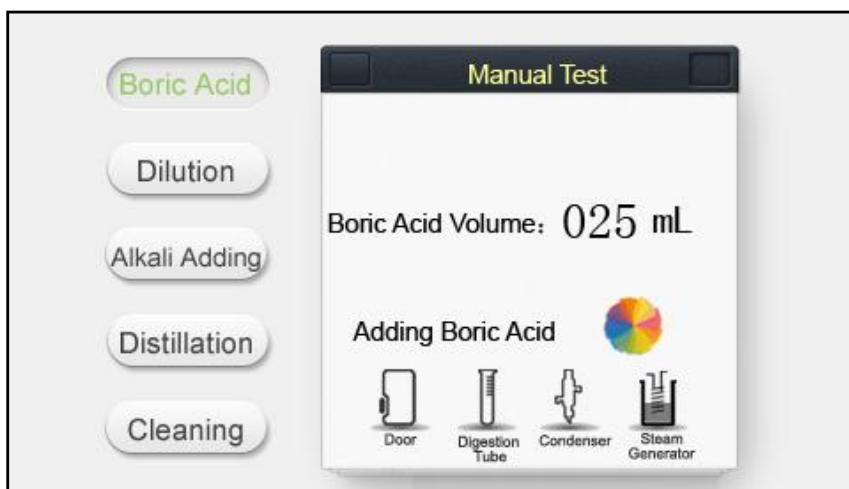 Boric Acid
Dilution
Alkali Adding
Distillation
Cleaning
Manual Test
Boric Acid Volume: 025 mL
Adding Boric Acid
Door
Digestion
Tube
Condenser
Steam
Generator